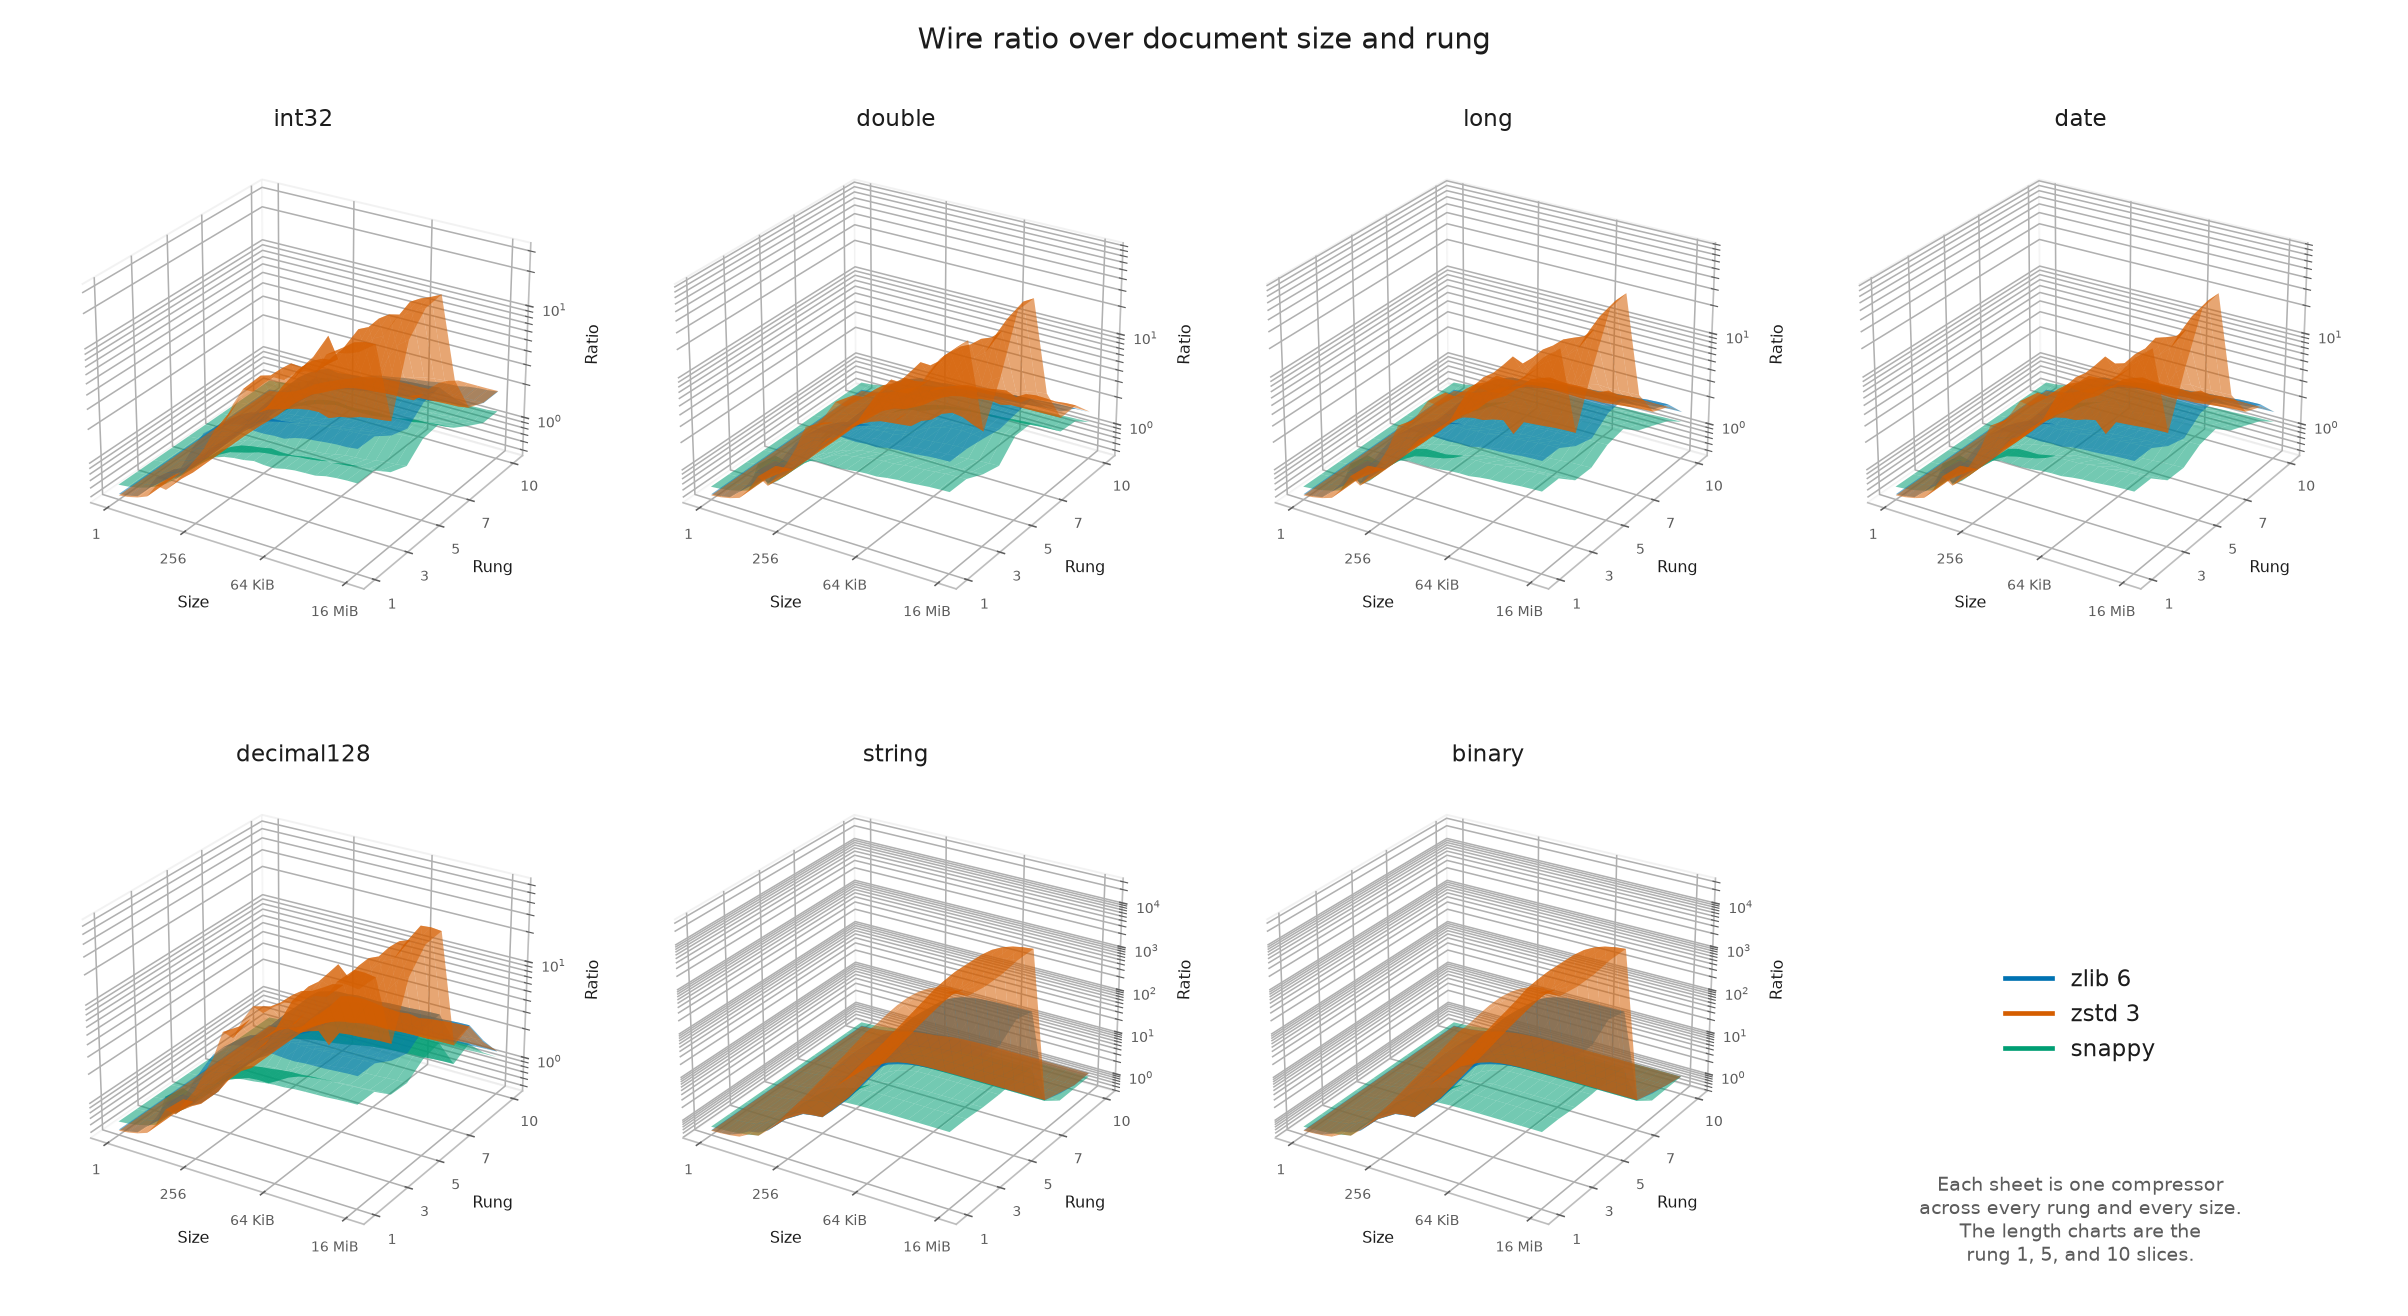 Wire ratio over document size and rung
int32
10¹
10⁰
Ratio
1
256
64 KiB
16 MiB
Size
1
3
5
7
10
Rung
double
10¹
10⁰
Ratio
1
256
64 KiB
16 MiB
Size
1
3
5
7
10
Rung
long
10¹
10⁰
Ratio
1
256
64 KiB
16 MiB
Size
1
3
5
7
10
Rung
date
10¹
10⁰
Ratio
1
256
64 KiB
16 MiB
Size
1
3
5
7
10
Rung
decimal128
10¹
10⁰
Ratio
1
256
64 KiB
16 MiB
Size
1
3
5
7
10
Rung
string
10⁴
10³
10²
10¹
10⁰
Ratio
1
256
64 KiB
16 MiB
Size
1
3
5
7
10
Rung
binary
10⁴
10³
10²
10¹
10⁰
Ratio
1
256
64 KiB
16 MiB
Size
1
3
5
7
10
Rung
zlib 6
zstd 3
snappy
Each sheet is one compressor
across every rung and every size.
The length charts are the
rung 1, 5, and 10 slices.